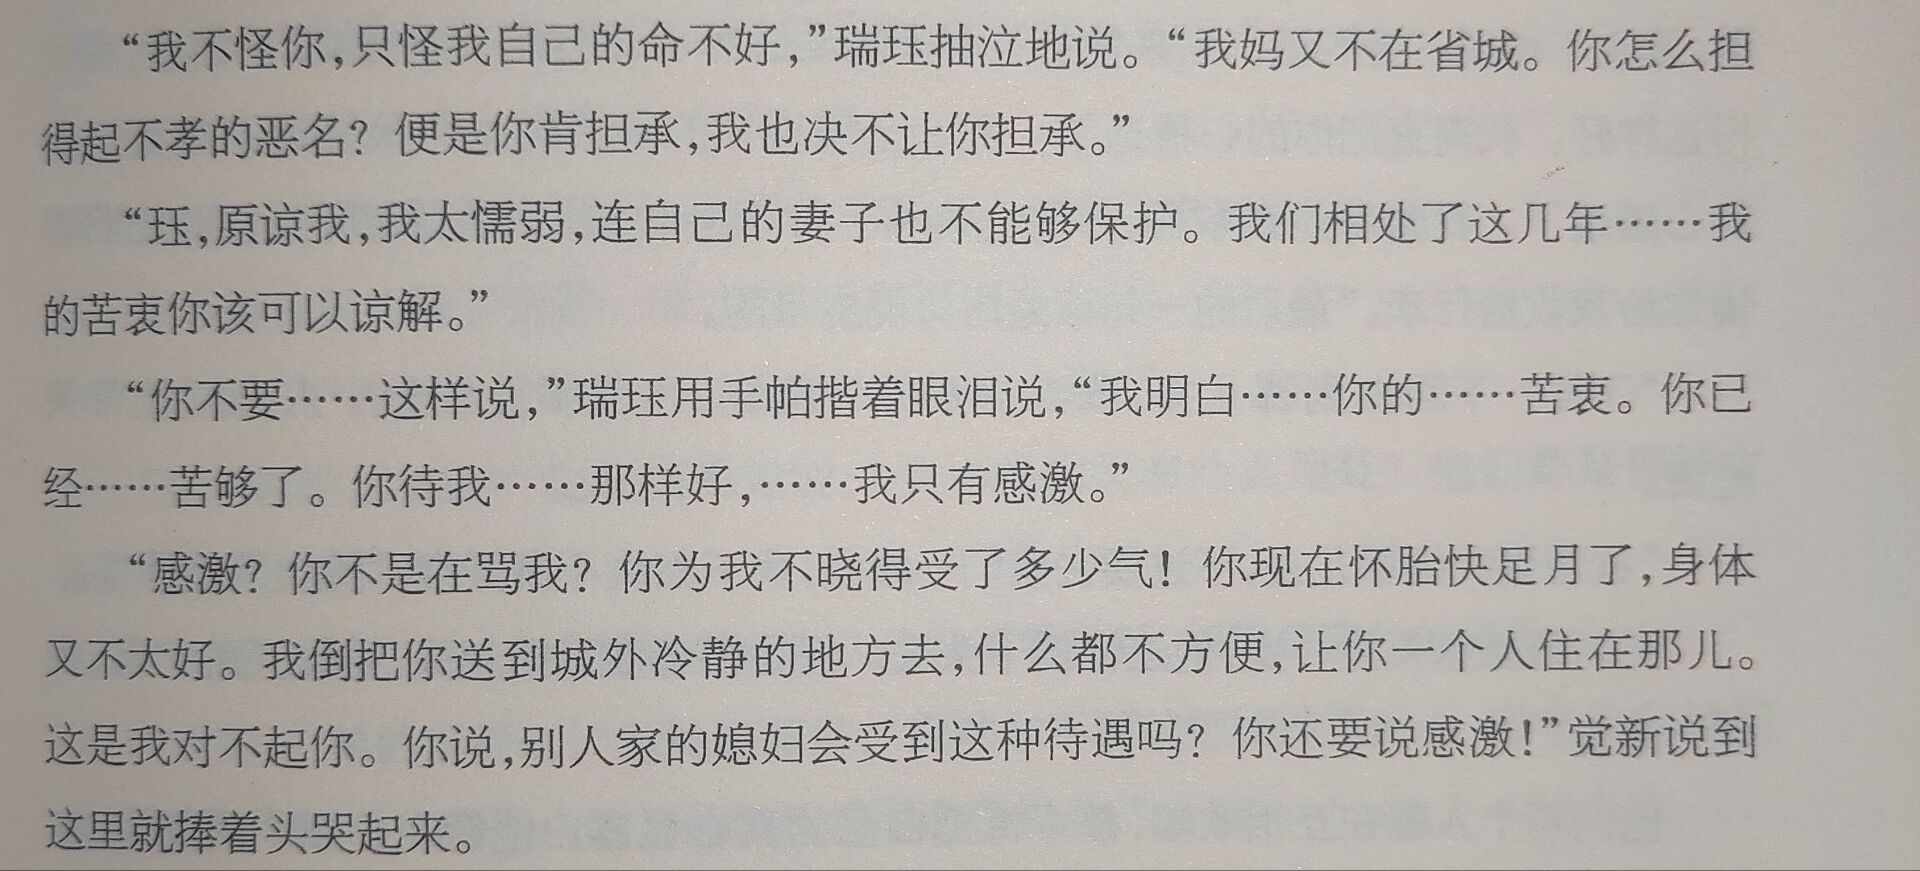 “我不怪你,只怪我自己的命不好,”瑞珏抽泣地说。“我妈又不在省城。你怎么担
得起不孝的恶名？便是你肯担承,我也决不让你担承。”
“珏,原谅我,我太懦弱,连自己的妻子也不能够保护。我们相处了这几年……我
的苦衷你该可以谅解。”
“你不要……这样说,”瑞珏用手帕揩着眼泪说,“我明白……你的……苦衷。你已
经……苦够了。你待我……那样好,……我只有感激。”
“感激？你不是在骂我？你为我不晓得受了多少气！你现在怀胎快足月了,身体
又不太好。我倒把你送到城外冷静的地方去,什么都不方便,让你一个人住在那儿。
这是我对不起你。你说,别人家的媳妇会受到这种待遇吗？你还要说感激！”觉新说到
这里就捧着头哭起来。